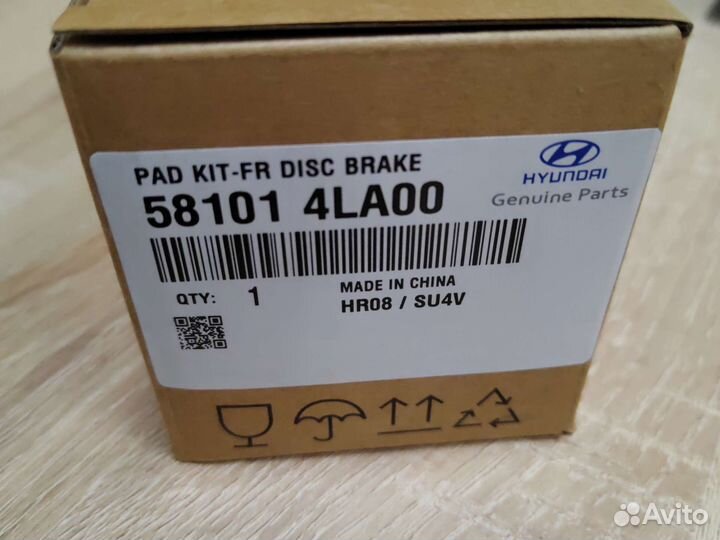 PAD KIT-FR DISC BRAKE
58101 4LA00
HYUNDAI
Genuine Parts
QTY: 1
MADE IN CHINA
HR08 / SU4V
Avito